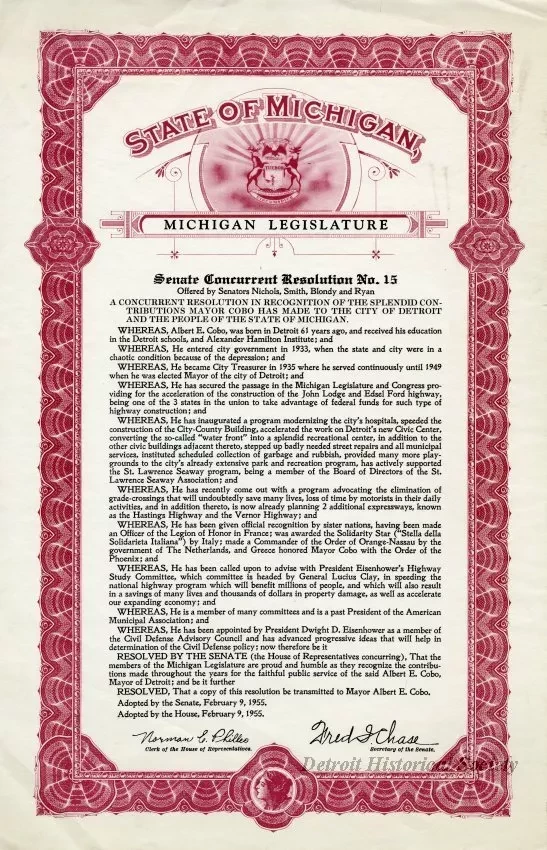 STATE OF MICHIGAN,
MICHIGAN LEGISLATURE
Senate Concurrent Resolution No. 15
Offered by Senators Nichols, Smith, Blondy and Ryan
A CONCURRENT RESOLUTION IN RECOGNITION OF THE SPLENDID CON-
TRIBUTIONS MAYOR COBO HAS MADE TO THE CITY OF DETROIT
AND THE PEOPLE OF THE STATE OF MICHIGAN.
WHEREAS, Albert E. Cobo, was born in Detroit 61 years ago, and received his education
in the Detroit schools, and Alexander Hamilton Institute; and
WHEREAS, He entered city government in 1933, when the state and city were in a
chaotic condition because of the depression; and
WHEREAS, He became City Treasurer in 1935 where he served continuously until 1949
when he was elected Mayor of the city of Detroit; and
WHEREAS, He has secured the passage in the Michigan Legislature and Congress pro-
viding for the acceleration of the construction of the John Lodge and Edsel Ford highway,
being one of the 3 states in the union to take advantage of federal funds for such type of
highway construction; and
WHEREAS, He has inaugurated a program modernizing the city's hospitals, speeded the
construction of the City-County Building, accelerated the work on Detroit new Civic Center,
converting the so-called "water front" into a splendid recreational center, in addition to the
other civic buildings adjacent thereto, stepped up badly needed street repairs and all municipal
services, instituted scheduled collection of garbage and rubbish, provided many more play-
grounds to the city's already extensive park and recreation program, has actively supported
the St. Lawrence Seaway program, being a member of the Board of Directors of the St.
Lawrence Seaway Association; and
WHEREAS, He has recently come out with a program advocating the elimination of
grade-crossings that will undoubtedly save many lives, loss of time by motorists in their daily
activities, and in addition thereto, is now already planning 2 additional expressways, known
as the Hastings Highway and the Vernor Highway; and
WHEREAS, He has been given official recognition by sister nations, having been made
an Officer of the Legion of Honor in France; was awarded the Solidarity Star ("Stella della
Solidarieta Italiana") by Italy; made a Commander of the Order of Orange-Nassau by the
government of The Netherlands, and Greece honored Mayor Cobo with the Order of the
Phoenix; and
WHEREAS, He has been called upon to advise with President Eisenhower's Highway
Study Committee, which committee is headed by General Lucius Clay, in speeding the
national highway program which will benefit millions of people, and which will also result
in a savings of many lives and thousands of dollars in property damage, as well as accelerate
our expanding economy; and
WHEREAS, He is a member of many committees and is a past President of the American
Municipal Association; and
WHEREAS, He has been appointed by President Dwight D. Eisenhower as a member of
the Civil Defense Advisory Council and has advanced progressive ideas that will help in
determination of the Civil Defense policy; now therefore be it
RESOLVED BY THE SENATE (the House of Representatives concurring), That the
members of the Michigan Legislature are proud and humble as they recognize the contribu-
tions made throughout the years for the faithful public service of the said Albert E. Cobo,
Mayor of Detroit; and be it further
RESOLVED, That a copy of this resolution be transmitted to Mayor Albert E. Cobo.
Adopted by the Senate, February 9, 1955.
Adopted by the House, February 9, 1955.
Norman E. Philleo
Clerk of the House of Representatives.
Fred I. Chase
Secretary of the Senate.
Detroit Historical Society